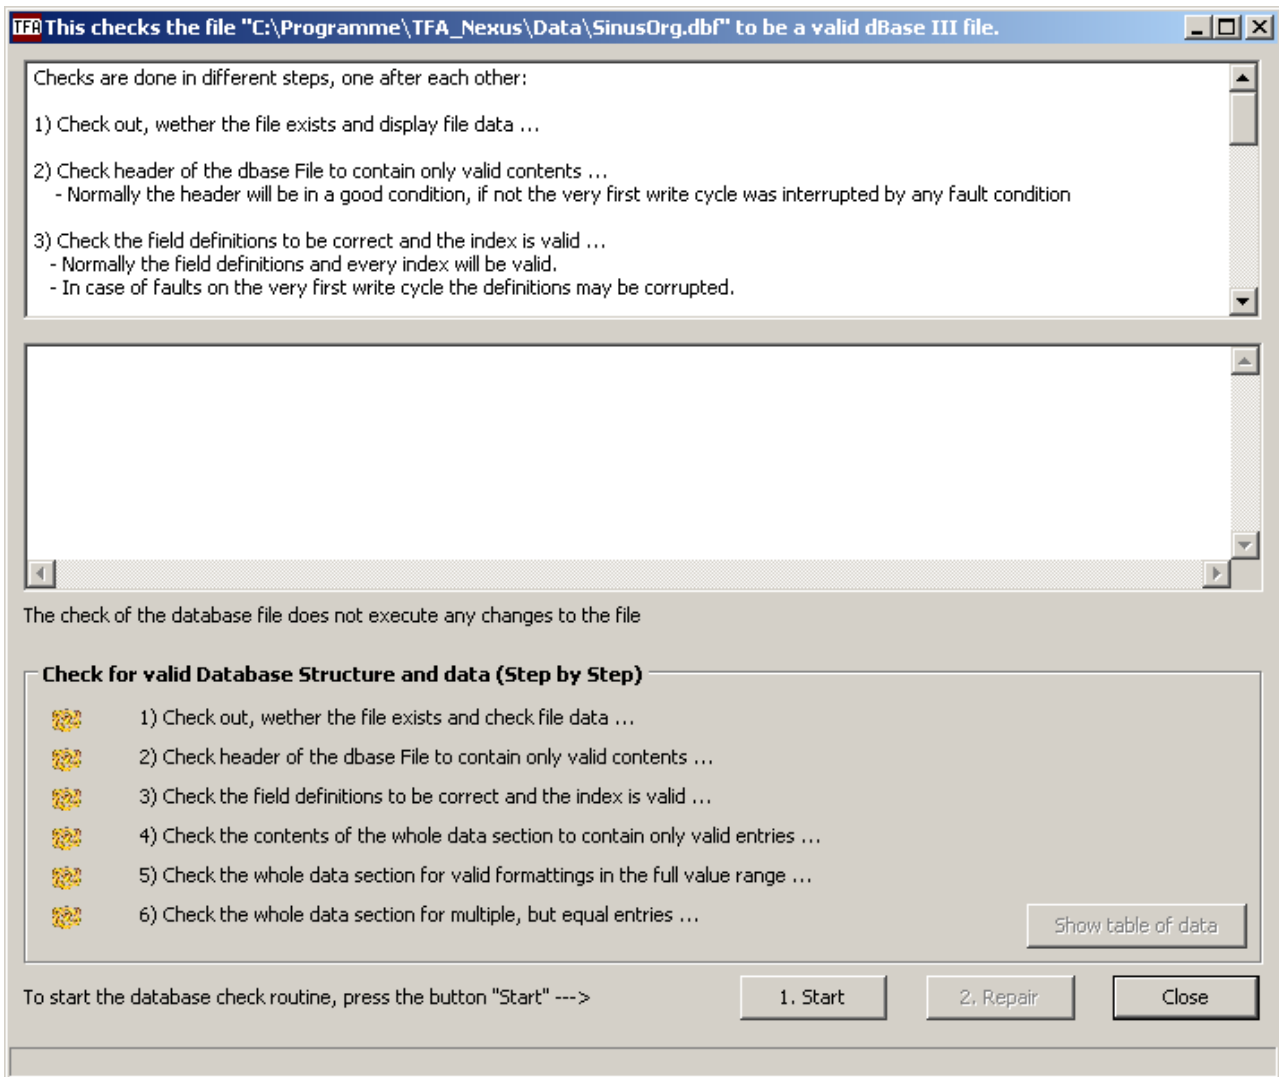 TFA This checks the file "C:\Programme\TFA_Nexus\Data\SinusOrg.dbf" to be a valid dBase III file.
Checks are done in different steps, one after each other:
1) Check out, wether the file exists and display file data ...
2) Check header of the dbase File to contain only valid contents ...
- Normally the header will be in a good condition, if not the very first write cycle was interrupted by any fault condition
3) Check the field definitions to be correct and the index is valid ...
- Normally the field definitions and every index will be valid.
- In case of faults on the very first write cycle the definitions may be corrupted.
The check of the database file does not execute any changes to the file
Check for valid Database Structure and data (Step by Step)
1) Check out, wether the file exists and check file data ...
2) Check header of the dbase File to contain only valid contents ...
3) Check the field definitions to be correct and the index is valid ...
4) Check the contents of the whole data section to contain only valid entries ...
5) Check the whole data section for valid formattings in the full value range ...
6) Check the whole data section for multiple, but equal entries ...
Show table of data
To start the database check routine, press the button "Start" --->
1. Start
2. Repair
Close